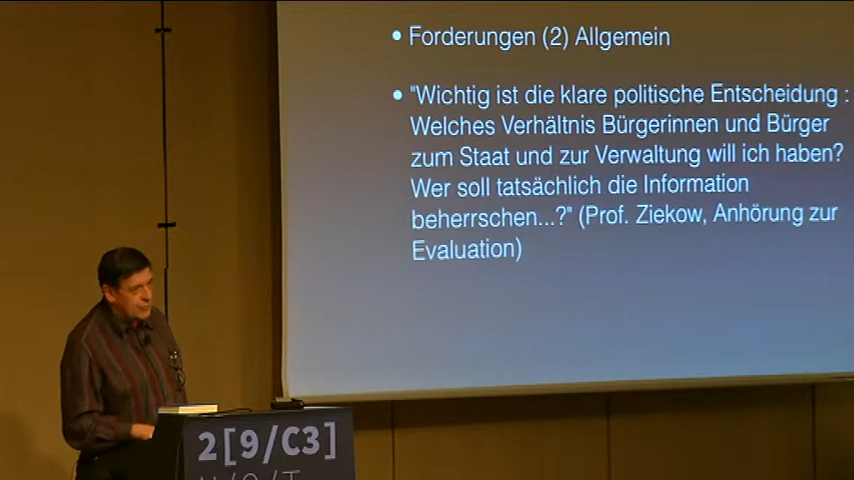 • Forderungen (2) Allgemein
• "Wichtig ist die klare politische Entscheidung :
Welches Verhältnis Bürgerinnen und Bürger
zum Staat und zur Verwaltung will ich haben?
Wer soll tatsächlich die Information
beherrschen...?" (Prof. Ziekow, Anhörung zur
Evaluation)
2[9/C3]